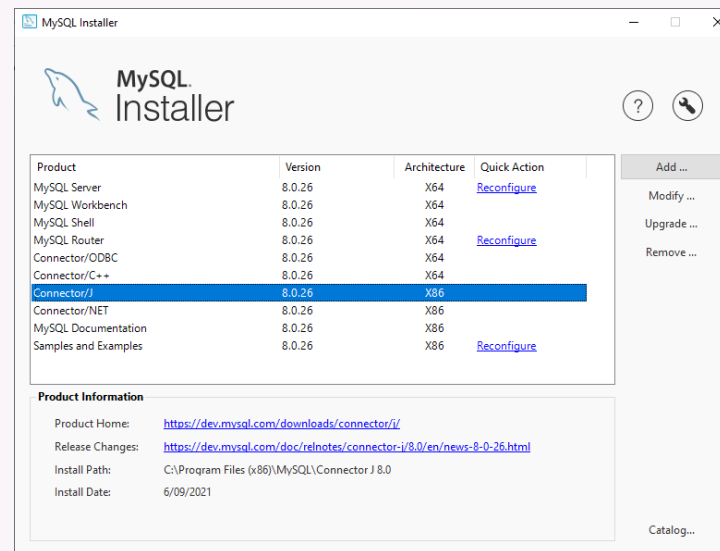 MySQL Installer
MySQL.
Installer
Product Version Architecture Quick Action
MySQL Server 8.0.26 X64 Reconfigure
MySQL Workbench 8.0.26 X64
MySQL Shell 8.0.26 X64
MySQL Router 8.0.26 X64 Reconfigure
Connector/ODBC 8.0.26 X64
Connector/C++ 8.0.26 X64
Connector/J 8.0.26 X86
Connector/NET 8.0.26 X86
MySQL Documentation 8.0.26 X86
Samples and Examples 8.0.26 X86 Reconfigure
Add ...
Modify ...
Upgrade ...
Remove ...
Product Information
Product Home: https://dev.mysql.com/downloads/connector/j/
Release Changes: https://dev.mysql.com/doc/relnotes/connector-j/8.0/en/news-8-0-26.html
Install Path: C:\Program Files (x86)\MySQL\Connector J 8.0
Install Date: 6/09/2021
Catalog...